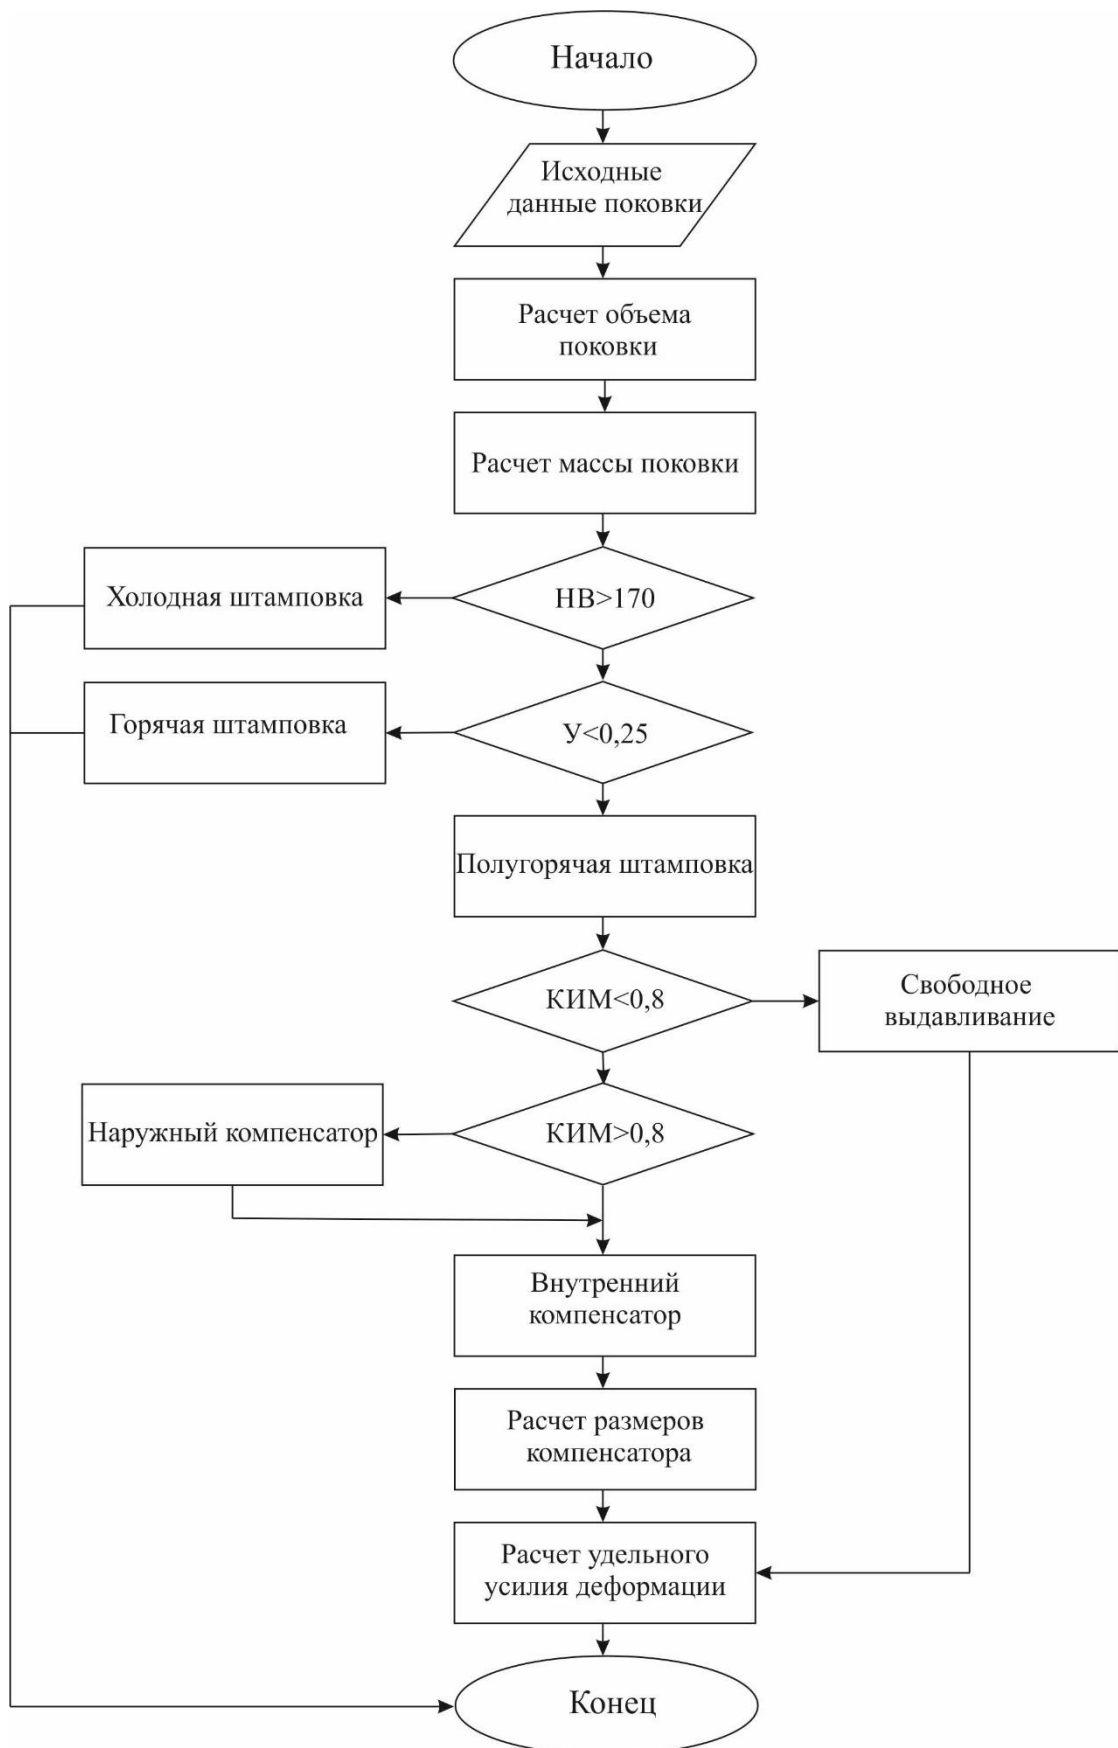 Начало
Исходные
данные поковки
Расчет объема
поковки
Расчет массы поковки
Холодная штамповка
НВ>170
Горячая штамповка
У<0,25
Полугорячая штамповка
КИМ<0,8
Свободное
выдавливание
Наружный компенсатор
КИМ>0,8
Внутренний
компенсатор
Расчет размеров
компенсатора
Расчет удельного
усилия деформации
Конец